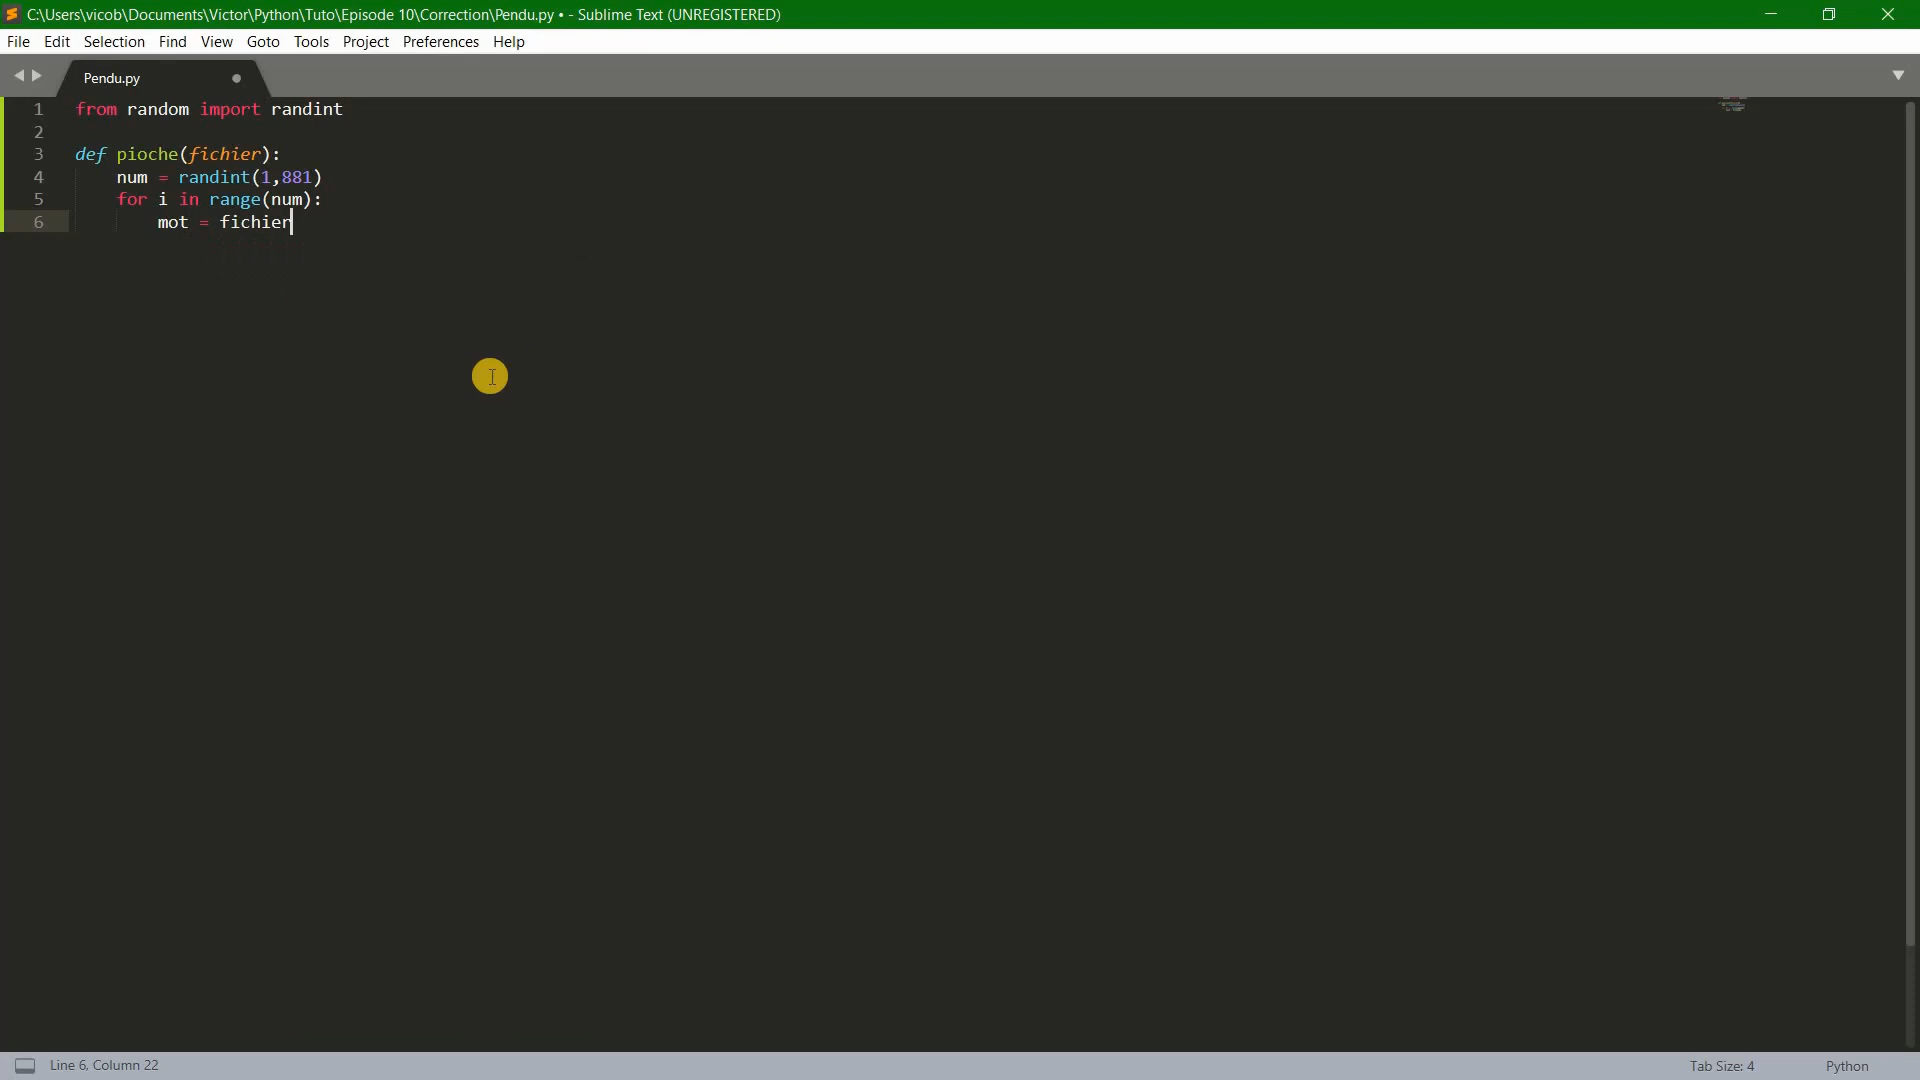 C:\Users\vicob\Documents\Victor\Python\Tuto\Episode 10\Correction\Pendu.py • - Sublime Text (UNREGISTERED)
File Edit Selection Find View Goto Tools Project Preferences Help
Pendu.py
1 from random import randint
2
3 def pioche(fichier):
4 num = randint(1,881)
5 for i in range(num):
6 mot = fichier
Line 6, Column 22 Tab Size: 4 Python